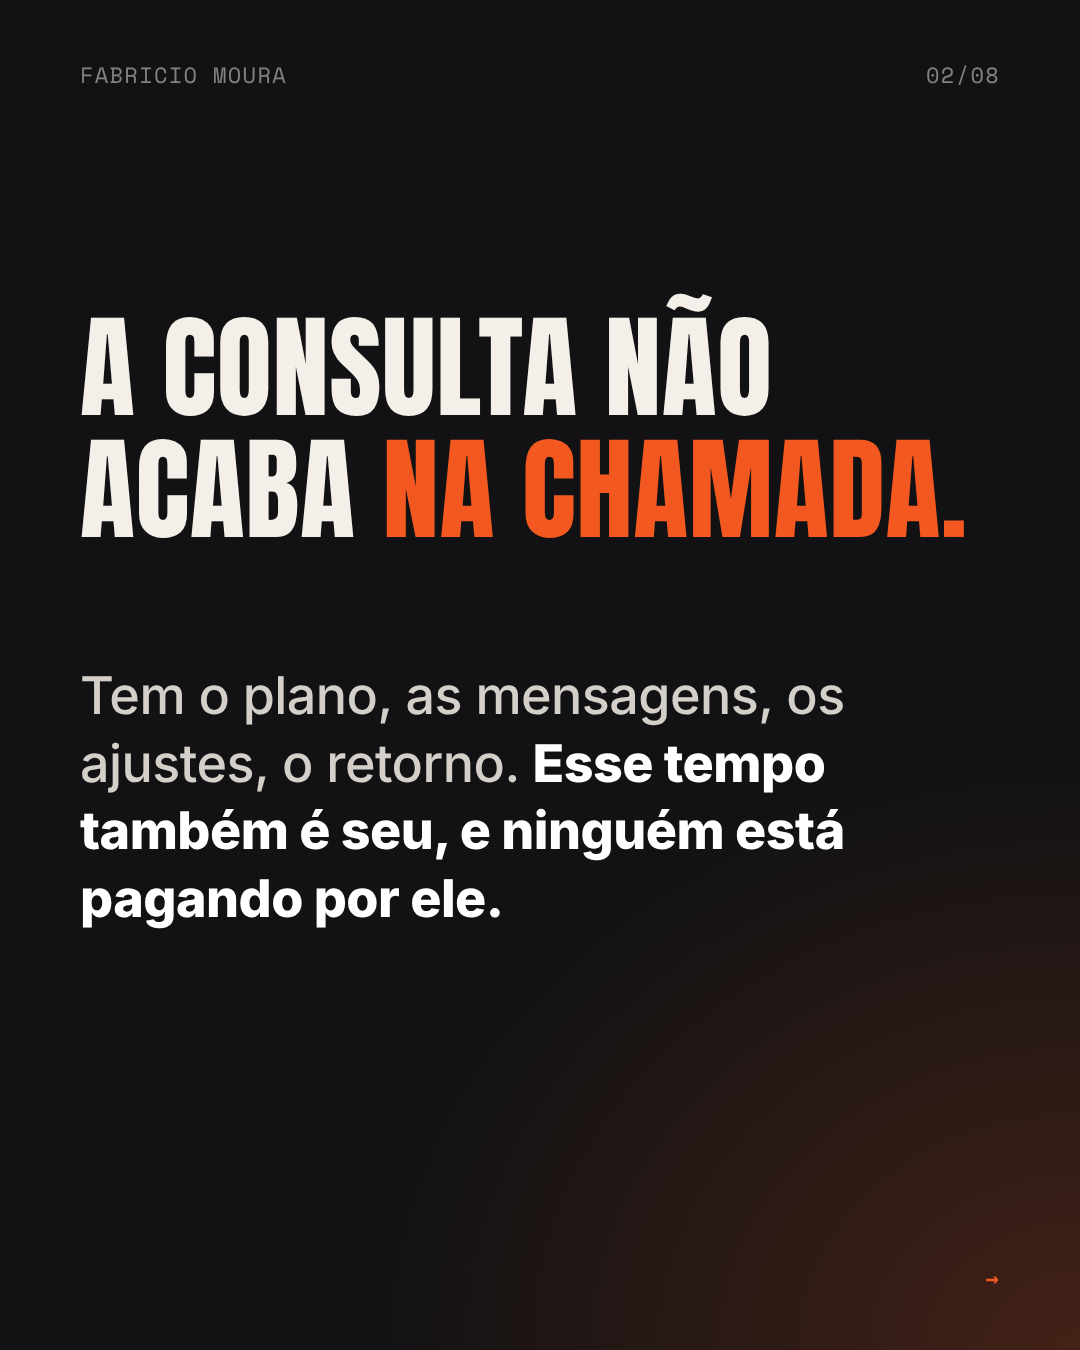 FABRICIO MOURA
02/08
A CONSULTA NÃO
ACABA NA CHAMADA.
Tem o plano, as mensagens, os
ajustes, o retorno. Esse tempo
também é seu, e ninguém está
pagando por ele.
→